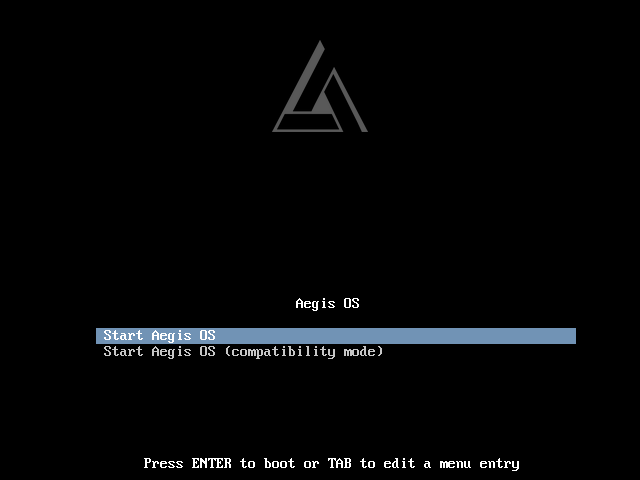 Aegis OS
Start Aegis OS
Start Aegis OS (compatibility mode)
Press ENTER to boot or TAB to edit a menu entry